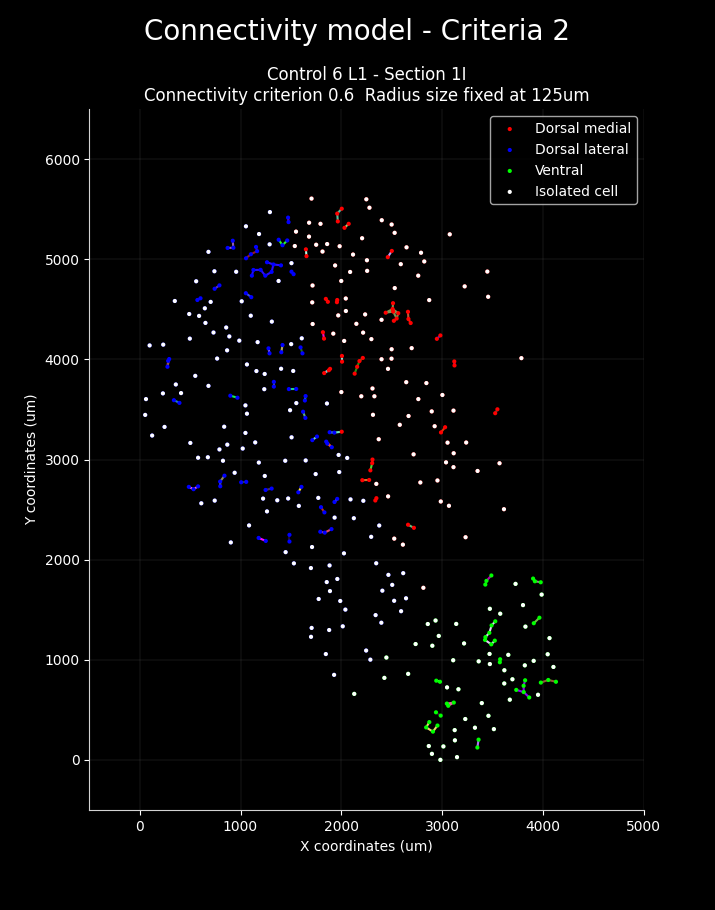 Connectivity model - Criteria 2
Control 6 L1 - Section 1I
Connectivity criterion 0.6  Radius size fixed at 125um
Dorsal medial
Dorsal lateral
Ventral
Isolated cell
Y coordinates (um)
6000
5000
4000
3000
2000
1000
0
0 1000 2000 3000 4000 5000
X coordinates (um)